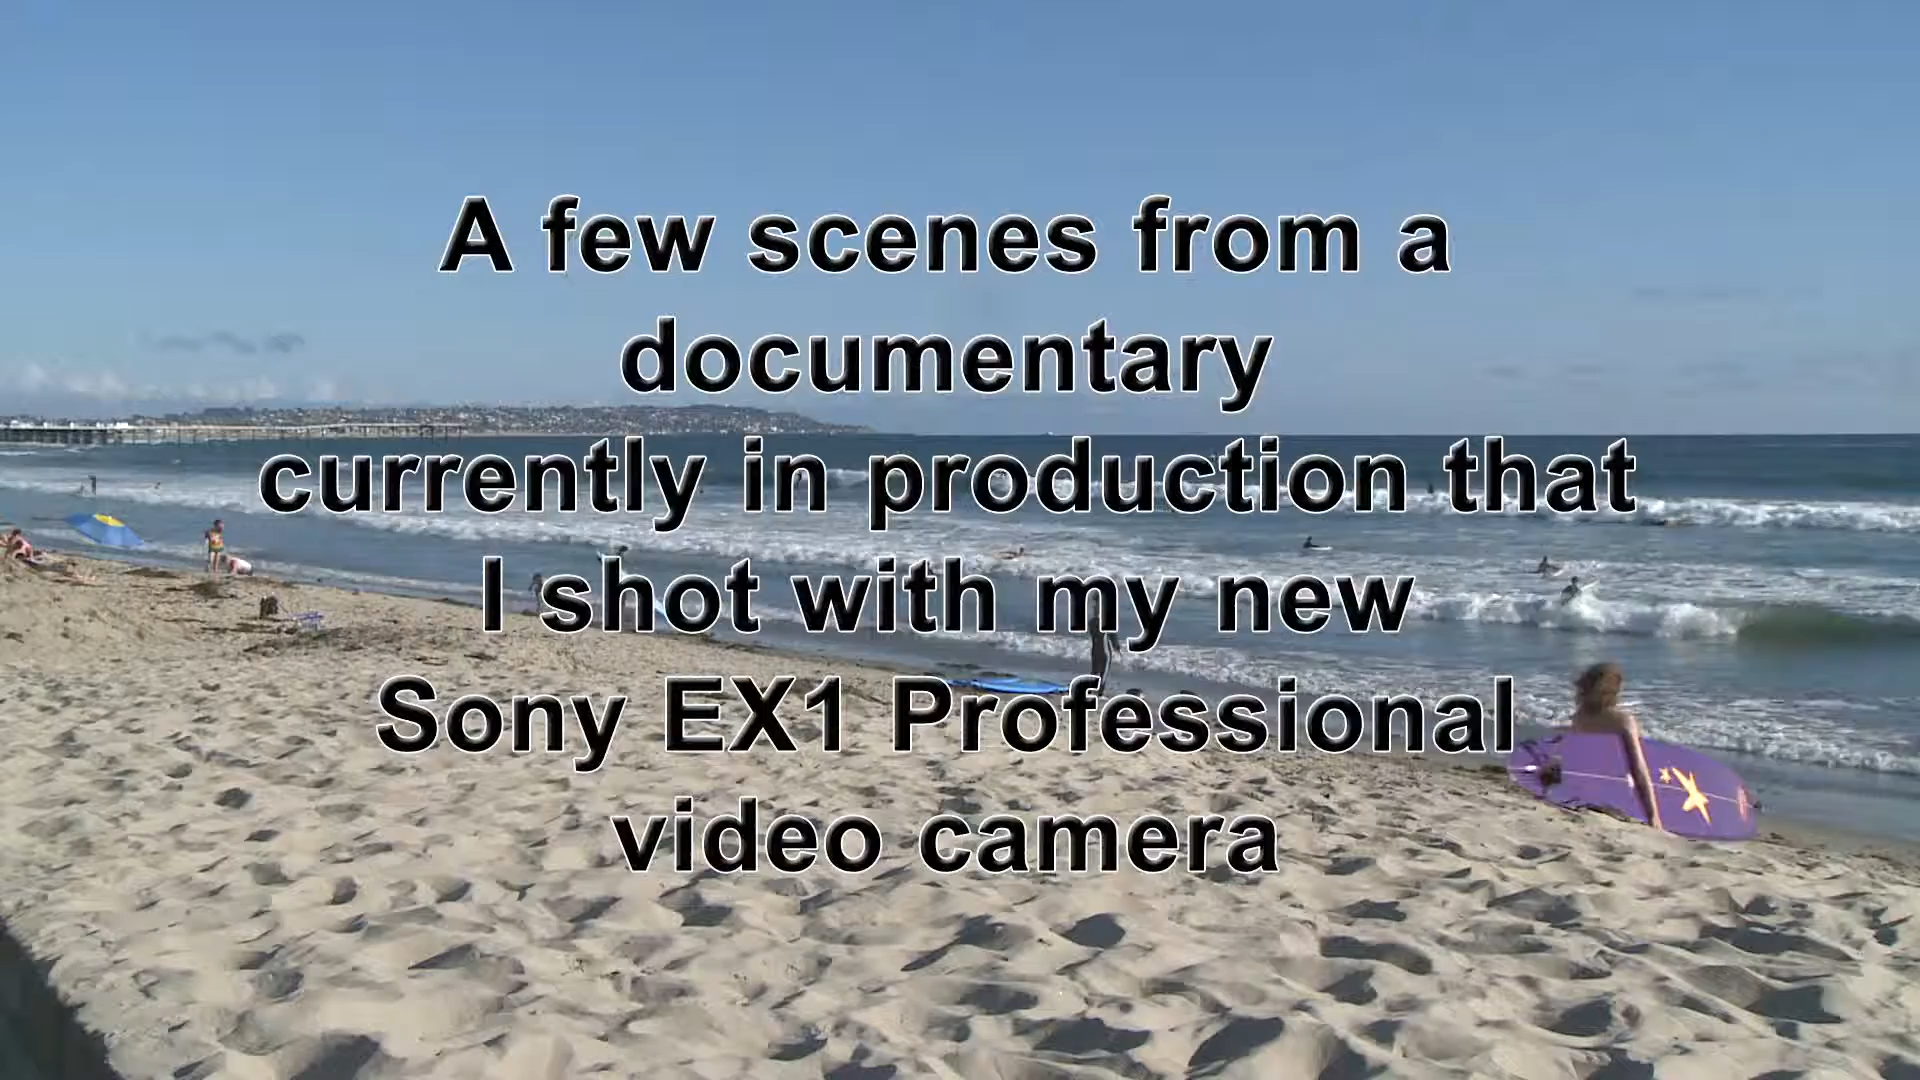 A few scenes from a
documentary
currently in production that
I shot with my new
Sony EX1 Professional
video camera